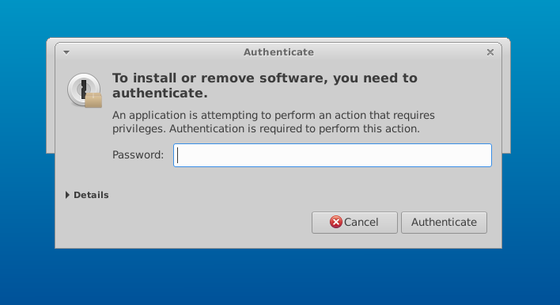 Authenticate
To install or remove software, you need to
authenticate.
An application is attempting to perform an action that requires
privileges. Authentication is required to perform this action.
Password:
Details
Cancel
Authenticate